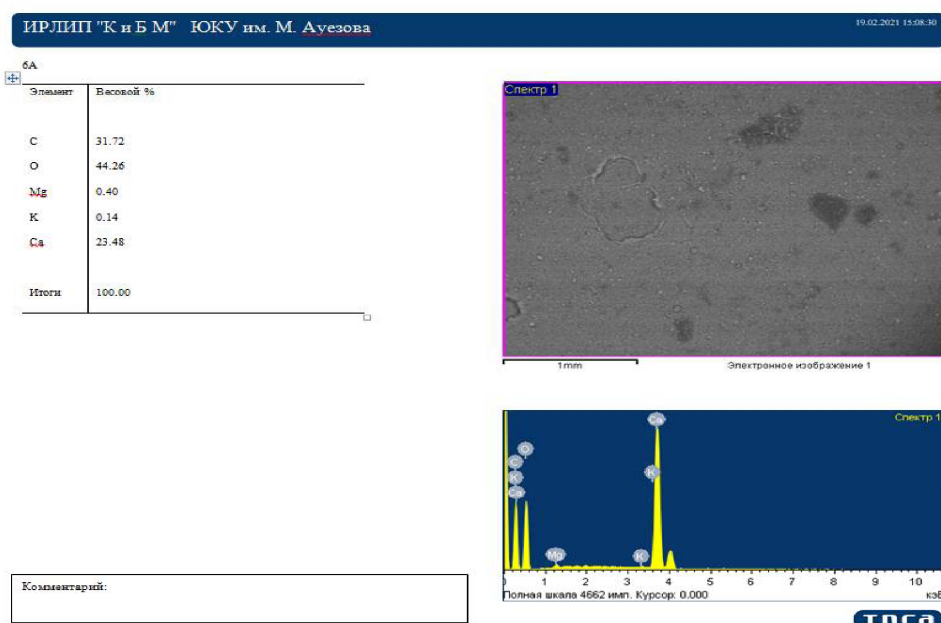 ИРЛИП "К и Б М" ЮКУ им. М. Ауезова
19.02.2021 15:08:30
6A
Элемент Весовой %
C 31.72
O 44.26
Mg 0.40
K 0.14
Ca 23.48
Итоги 100.00
Комментарий:
Спектр 1
1mm Электронное изображение 1
Спектр 1
Ca
O
C
K
K
Ca
Mg
K
0 1 2 3 4 5 6 7 8 9 10
Полная шкала 4662 имп. Курсор: 0.000 кэВ